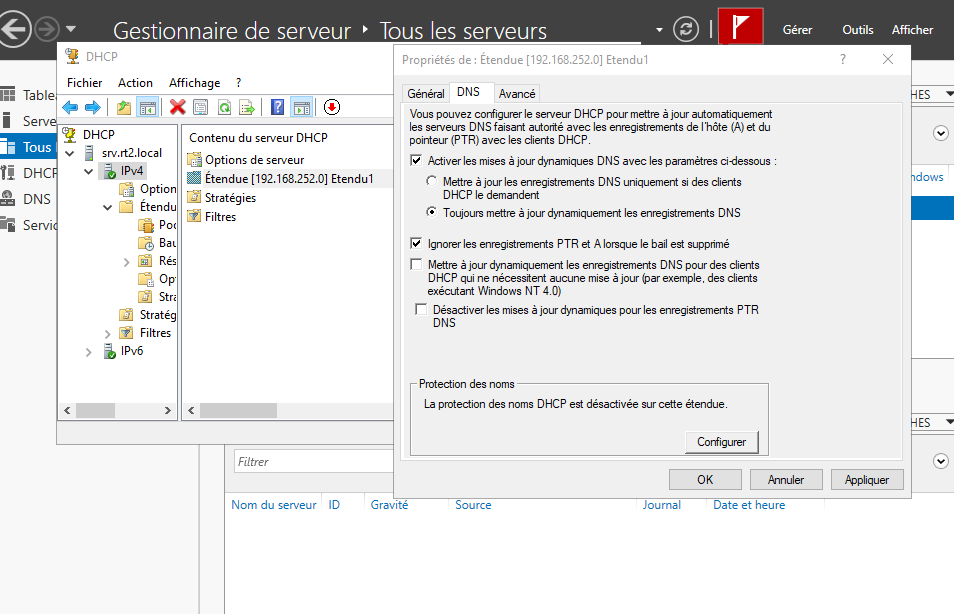 Gestionnaire de serveur ‣ Tous les serveurs
Gérer
Outils
Afficher
DHCP
Fichier
Action
Affichage
?
DHCP
srv.rt2.local
IPv4
Option
Étendu
Poo
Bau
Rés
Opt
Stra
Stratég
Filtres
IPv6
Contenu du serveur DHCP
Options de serveur
Étendue [192.168.252.0] Etendu1
Stratégies
Filtres
Propriétés de : Étendue [192.168.252.0] Etendu1
?
Général
DNS
Avancé
Vous pouvez configurer le serveur DHCP pour mettre à jour automatiquement
les serveurs DNS faisant autorité avec les enregistrements de l'hôte (A) et du
pointeur (PTR) avec les clients DHCP.
Activer les mises à jour dynamiques DNS avec les paramètres ci-dessous :
Mettre à jour les enregistrements DNS uniquement si des clients
DHCP le demandent
Toujours mettre à jour dynamiquement les enregistrements DNS
Ignorer les enregistrements PTR et A lorsque le bail est supprimé
Mettre à jour dynamiquement les enregistrements DNS pour des clients
DHCP qui ne nécessitent aucune mise à jour (par exemple, des clients
exécutant Windows NT 4.0)
Désactiver les mises à jour dynamiques pour les enregistrements PTR
DNS
Protection des noms
La protection des noms DHCP est désactivée sur cette étendue.
Configurer
OK
Annuler
Appliquer
Table
Serve
Tous
DHCP
DNS
Servic
HES
ndows
HES
Filtrer
Nom du serveur
ID
Gravité
Source
Journal
Date et heure